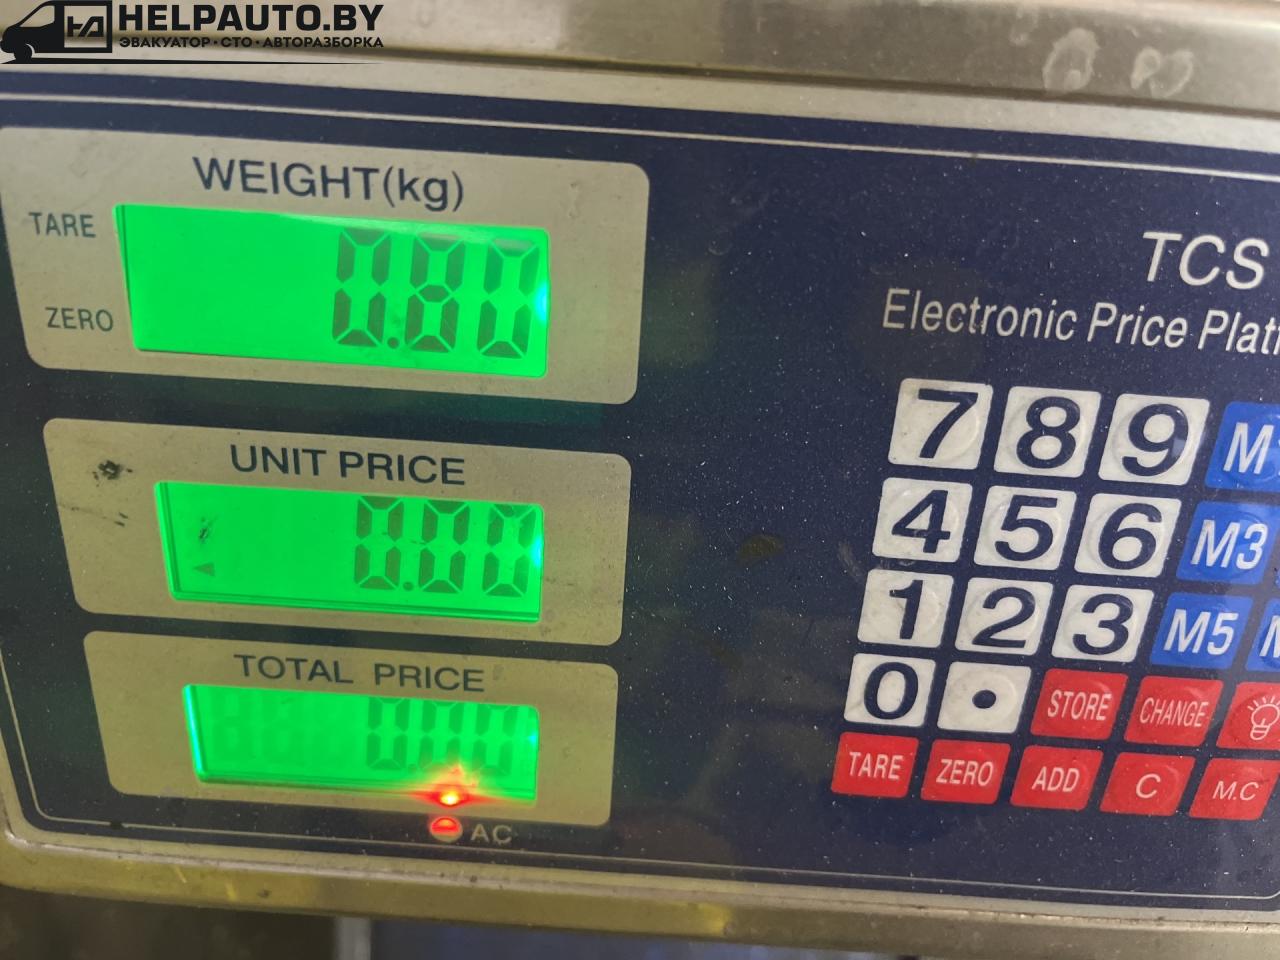 HELPAUTO.BY
ЭВАКУАТОР · СТО · АВТОРАЗБОРКА
WEIGHT(kg)
TARE
0.80
ZERO
UNIT PRICE
0.00
TOTAL PRICE
0.00
AC
TCS
Electronic Price
7 8 9
4 5 6 M3
1 2 3 M5
0 . STORE CHANGE
TARE ZERO ADD C M.C